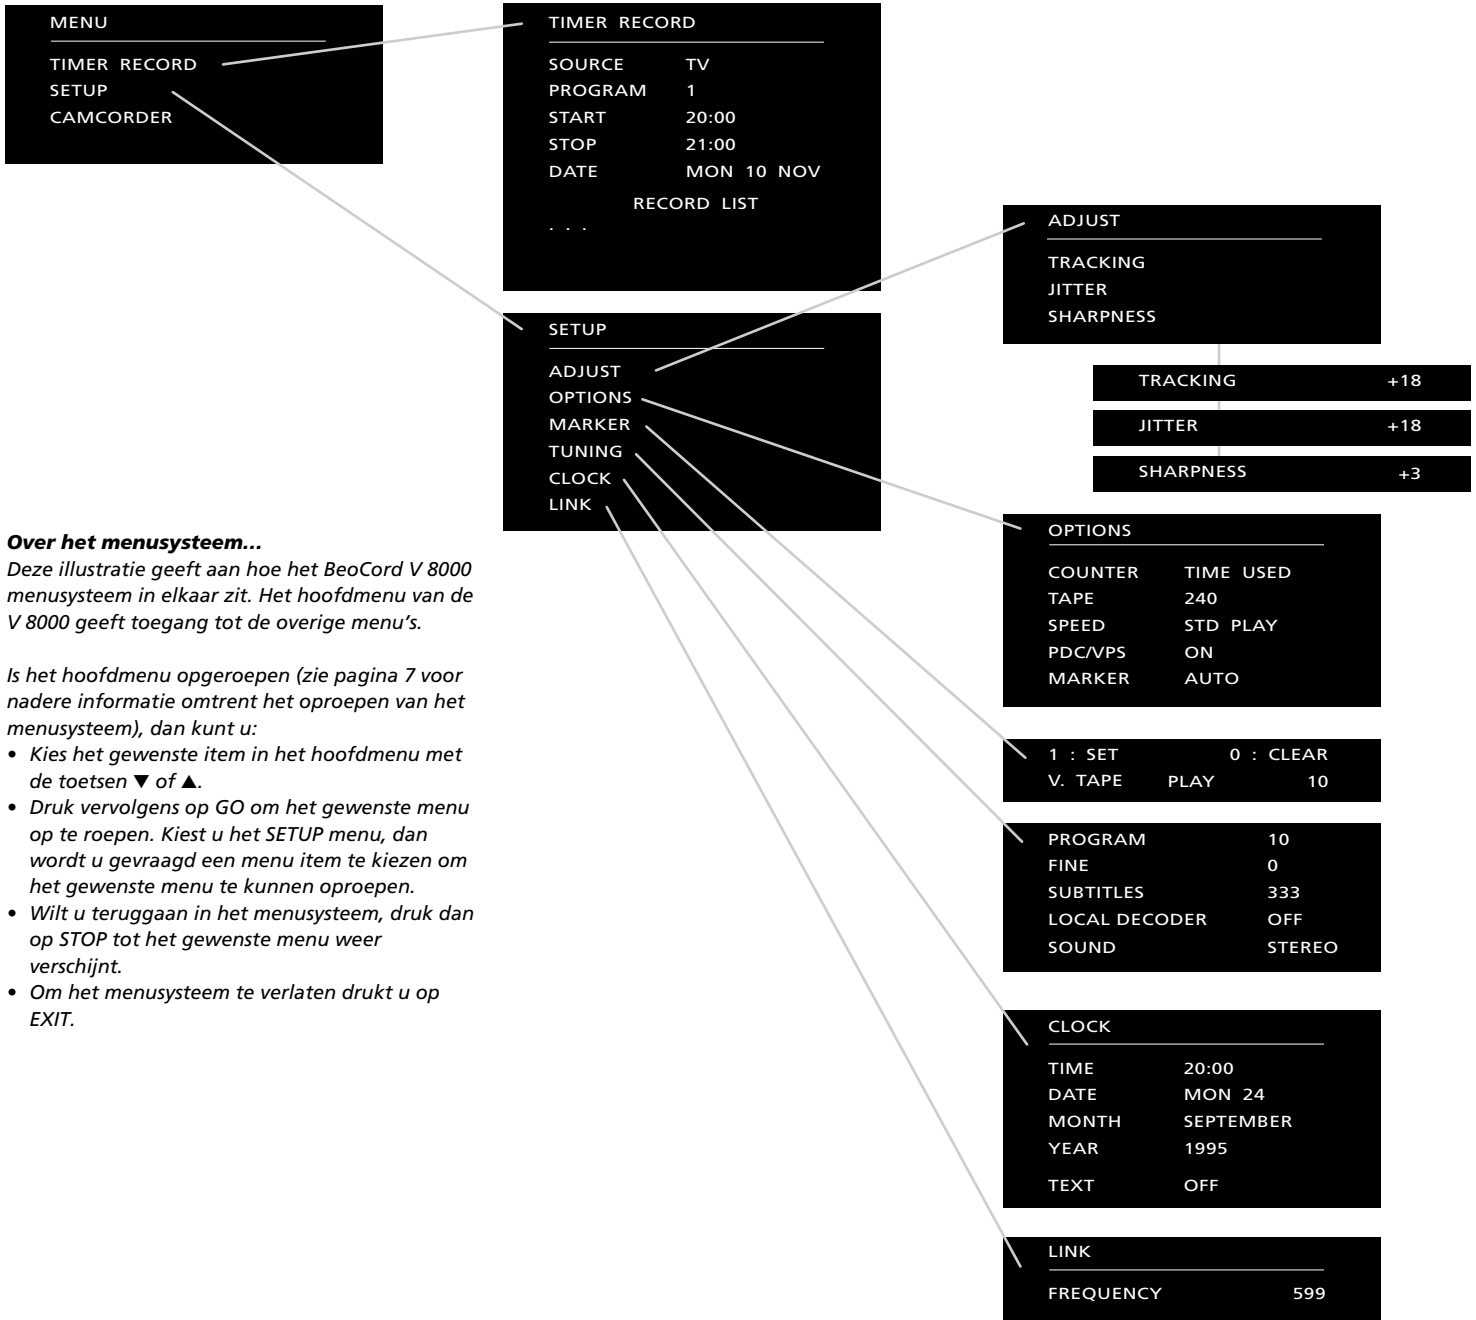 MENU
TIMER RECORD
SETUP
CAMCORDER
TIMER RECORD
SOURCE TV
PROGRAM 1
START 20:00
STOP 21:00
DATE MON 10 NOV
RECORD LIST
. . .
SETUP
ADJUST
OPTIONS
MARKER
TUNING
CLOCK
LINK
ADJUST
TRACKING
JITTER
SHARPNESS
TRACKING +18
JITTER +18
SHARPNESS +3
OPTIONS
COUNTER TIME USED
TAPE 240
SPEED STD PLAY
PDC/VPS ON
MARKER AUTO
1 : SET 0 : CLEAR
V. TAPE PLAY 10
PROGRAM 10
FINE 0
SUBTITLES 333
LOCAL DECODER OFF
SOUND STEREO
CLOCK
TIME 20:00
DATE MON 24
MONTH SEPTEMBER
YEAR 1995
TEXT OFF
LINK
FREQUENCY 599
Over het menusysteem...
Deze illustratie geeft aan hoe het BeoCord V 8000
menusysteem in elkaar zit. Het hoofdmenu van de
V 8000 geeft toegang tot de overige menu's.
Is het hoofdmenu opgeroepen (zie pagina 7 voor
nadere informatie omtrent het oproepen van het
menusysteem), dan kunt u:
• Kies het gewenste item in het hoofdmenu met
de toetsen ▼ of ▲.
• Druk vervolgens op GO om het gewenste menu
op te roepen. Kiest u het SETUP menu, dan
wordt u gevraagd een menu item te kiezen om
het gewenste menu te kunnen oproepen.
• Wilt u teruggaan in het menusysteem, druk dan
op STOP tot het gewenste menu weer
verschijnt.
• Om het menusysteem te verlaten drukt u op
EXIT.